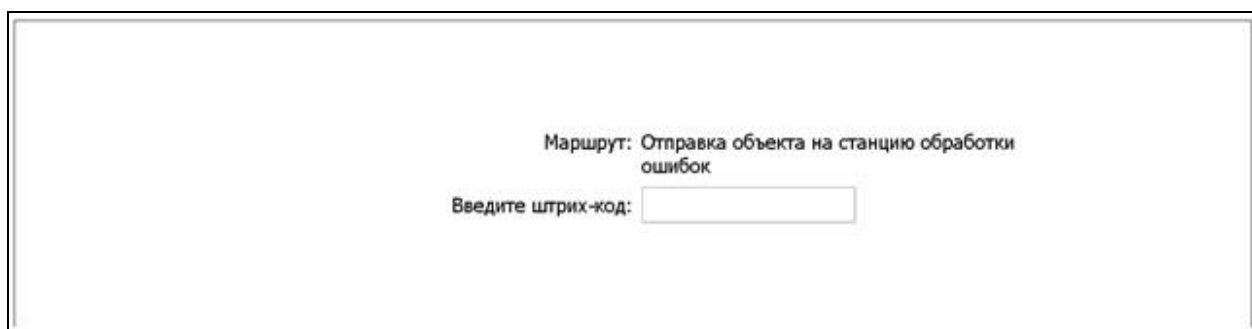 Маршрут: Отправка объекта на станцию обработки
ошибок
Введите штрих-код: